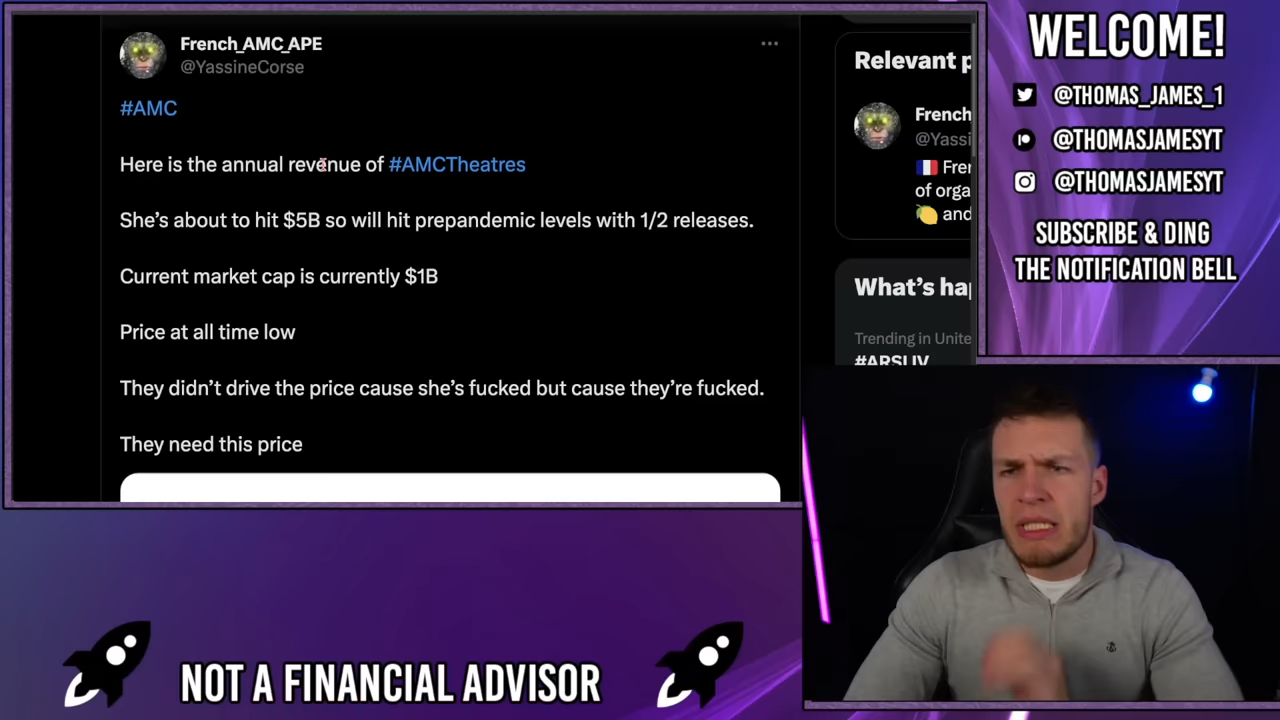 French_AMC_APE
@YassineCorse
#AMC
Here is the annual revenue of #AMCTheatres
She's about to hit $5B so will hit prepandemic levels with 1/2 releases.
Current market cap is currently $1B
Price at all time low
They didn't drive the price cause she's fucked but cause they're fucked.
They need this price
Relevant p
French
@Yassi
Fren
of orga
and
What's hap
Trending in Unite
#ARSLIV
WELCOME!
@THOMAS_JAMES_1
@THOMASJAMESYT
@THOMASJAMESYT
SUBSCRIBE & DING
THE NOTIFICATION BELL
NOT A FINANCIAL ADVISOR